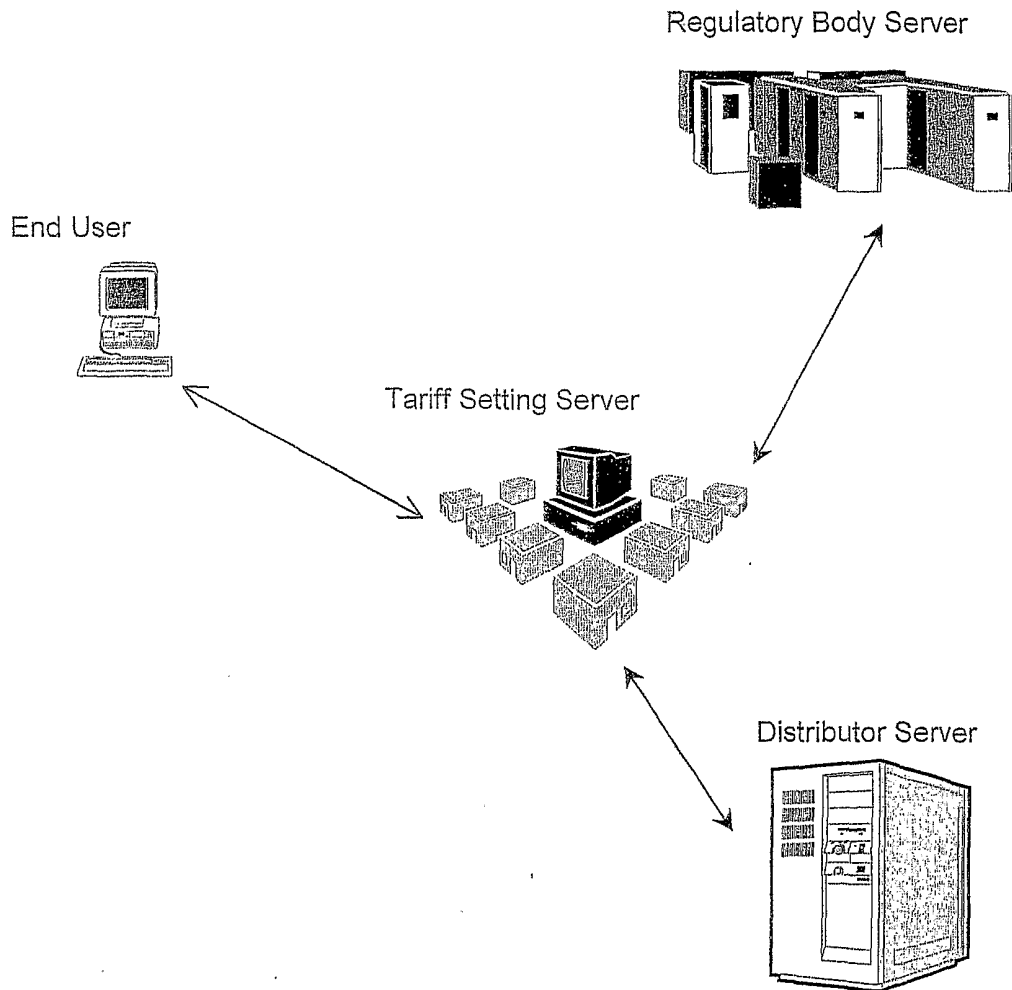 Regulatory Body Server
End User
Tariff Setting Server
Distributor Server